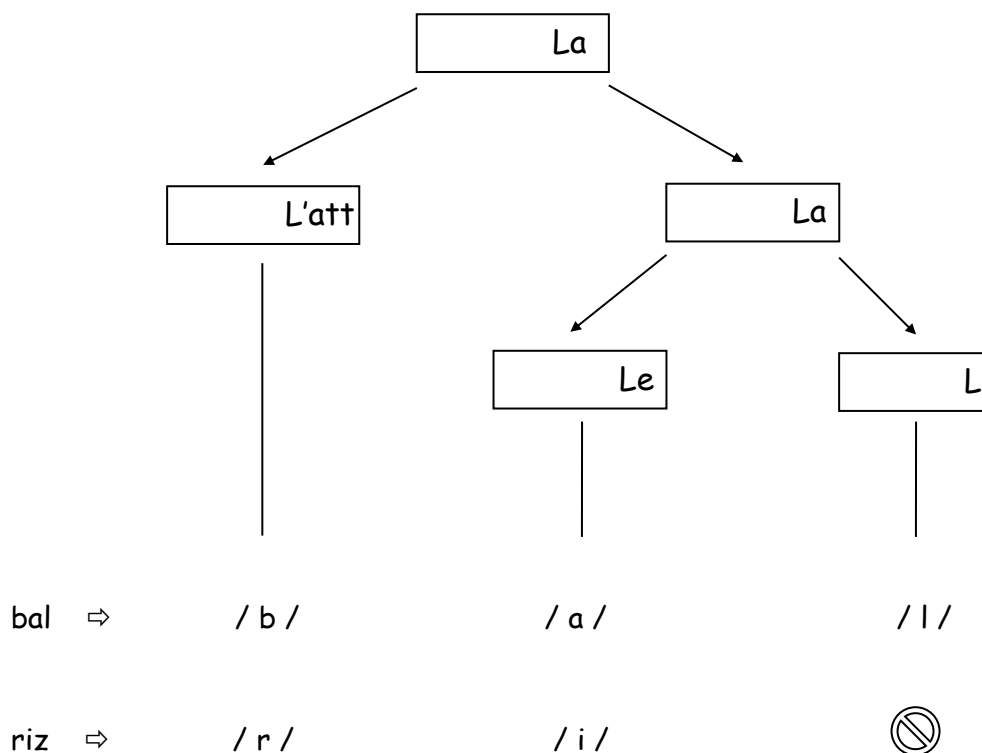 La
L'att
La
Le
L
bal ⇨ / b / / a / / l /
riz ⇨ / r / / i /